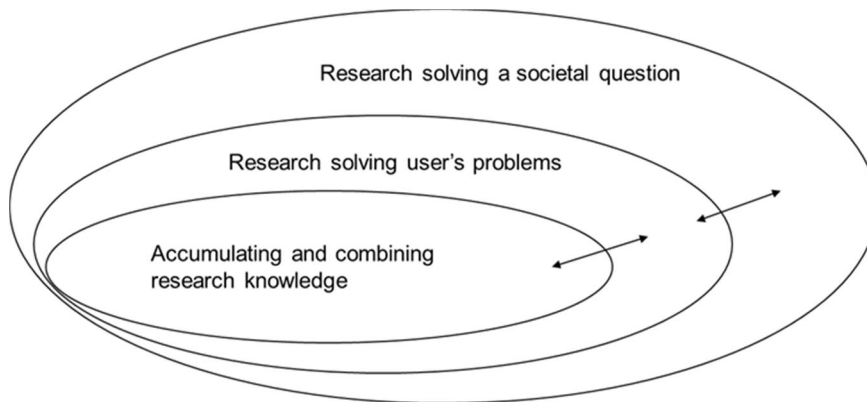 Research solving a societal question
Research solving user's problems
Accumulating and combining
research knowledge